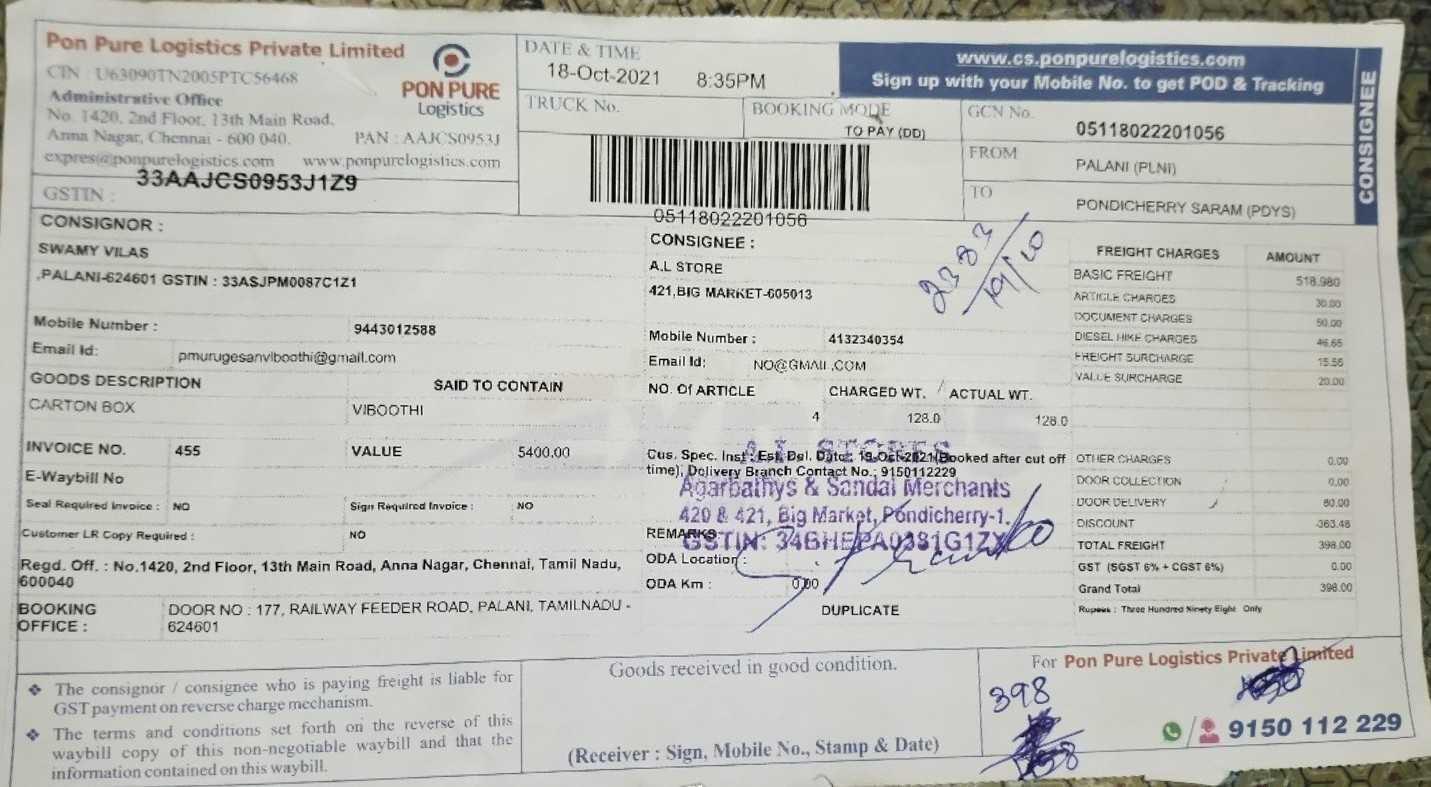 Pon Pure Logistics Private Limited
CIN : U63090TN2005PTC56468
Administrative Office
No. 1420, 2nd Floor, 13th Main Road,
Anna Nagar, Chennai - 600 040. PAN : AAJCS0953J
expres@ponpurelogistics.com www.ponpurelogistics.com
GSTIN : 33AAJCS0953J1Z9
PON PURE
Logistics
DATE & TIME
18-Oct-2021 8:35PM
TRUCK No.
BOOKING MODE
TO PAY (DD)
05118022201056
www.cs.ponpurelogistics.com
Sign up with your Mobile No. to get POD & Tracking
CONSIGNEE
GCN No. 05118022201056
FROM PALANI (PLNI)
TO PONDICHERRY SARAM (PDYS)
CONSIGNOR :
SWAMY VILAS
,PALANI-624601 GSTIN : 33ASJPM0087C1Z1
Mobile Number : 9443012588
Email Id: pmurugesanviboothi@gmail.com
CONSIGNEE :
A.L STORE
421,BIG MARKET-605013
2383
19/10
Mobile Number : 4132340354
Email Id: NO@GMAIL.COM
GOODS DESCRIPTION SAID TO CONTAIN
CARTON BOX VIBOOTHI
NO. Of ARTICLE CHARGED WT. / ACTUAL WT.
4 128.0 128.0
INVOICE NO. 455 VALUE 5400.00
E-Waybill No
Seal Required Invoice : NO Sign Required Invoice : NO
Customer LR Copy Required : NO
Regd. Off. : No.1420, 2nd Floor, 13th Main Road, Anna Nagar, Chennai, Tamil Nadu,
600040
BOOKING OFFICE : DOOR NO : 177, RAILWAY FEEDER ROAD, PALANI, TAMILNADU -
624601
Cus. Spec. Inst : Est. Del. Date : 19-Oct-2021(Booked after cut off
time), Delivery Branch Contact No.: 9150112229
A.L. STORES
Agarbathys & Sandal Merchants
420 & 421, Big Market, Pondicherry-1.
GSTIN: 34BHEPA0381G1ZX
REMARKS
ODA Location :
ODA Km : 0.00
DUPLICATE
FREIGHT CHARGES AMOUNT
BASIC FREIGHT 518.980
ARTICLE CHARGES 30.00
DOCUMENT CHARGES 50.00
DIESEL HIKE CHARGES 46.65
FREIGHT SURCHARGE 15.56
VALUE SURCHARGE 20.00
OTHER CHARGES 0.00
DOOR COLLECTION 0.00
DOOR DELIVERY 80.00
DISCOUNT -363.48
TOTAL FREIGHT 398.00
GST (SGST 6% + CGST 6%) 0.00
Grand Total 398.00
Rupees : Three Hundred Ninety Eight Only
❖ The consignor / consignee who is paying freight is liable for
GST payment on reverse charge mechanism.
❖ The terms and conditions set forth on the reverse of this
waybill copy of this non-negotiable waybill and that the
information contained on this waybill.
Goods received in good condition.
(Receiver : Sign, Mobile No., Stamp & Date)
For Pon Pure Logistics Private Limited
398
9150 112 229